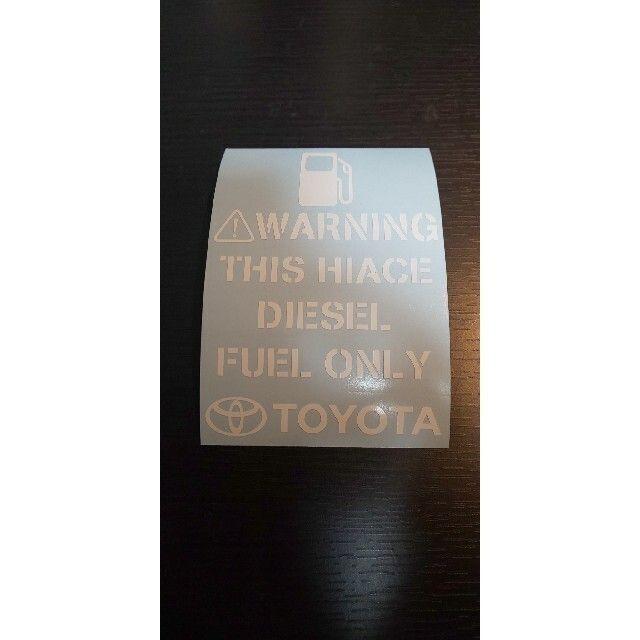 WARNING
THIS HIACE
DIESEL
FUEL ONLY
TOYOTA